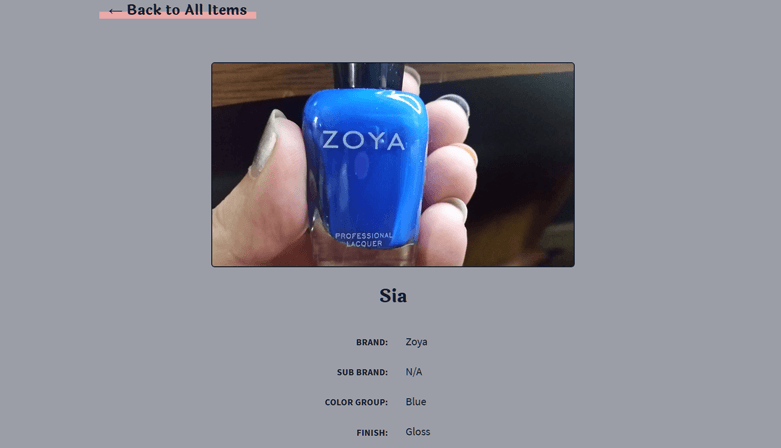 ← Back to All Items
ZOYA
PROFESSIONAL
LACQUER
Sia
BRAND: Zoya
SUB BRAND: N/A
COLOR GROUP: Blue
FINISH: Gloss